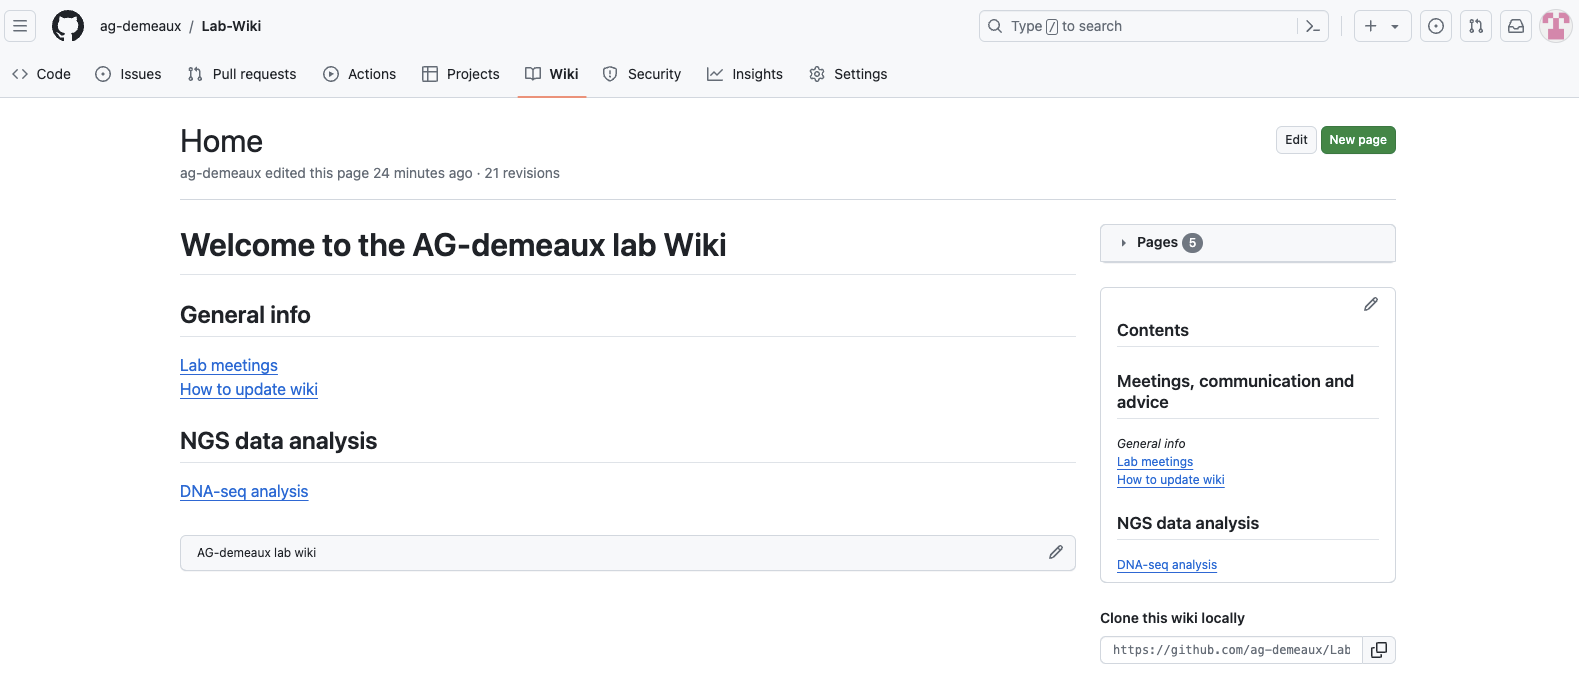 ag-demeaux / Lab-Wiki
Type / to search
Code Issues Pull requests Actions Projects Wiki Security Insights Settings
Home
Edit New page
ag-demeaux edited this page 24 minutes ago · 21 revisions
Welcome to the AG-demeaux lab Wiki
General info
Lab meetings
How to update wiki
NGS data analysis
DNA-seq analysis
AG-demeaux lab wiki
Pages 5
Contents
Meetings, communication and
advice
General info
Lab meetings
How to update wiki
NGS data analysis
DNA-seq analysis
Clone this wiki locally
https://github.com/ag-demeaux/Lab